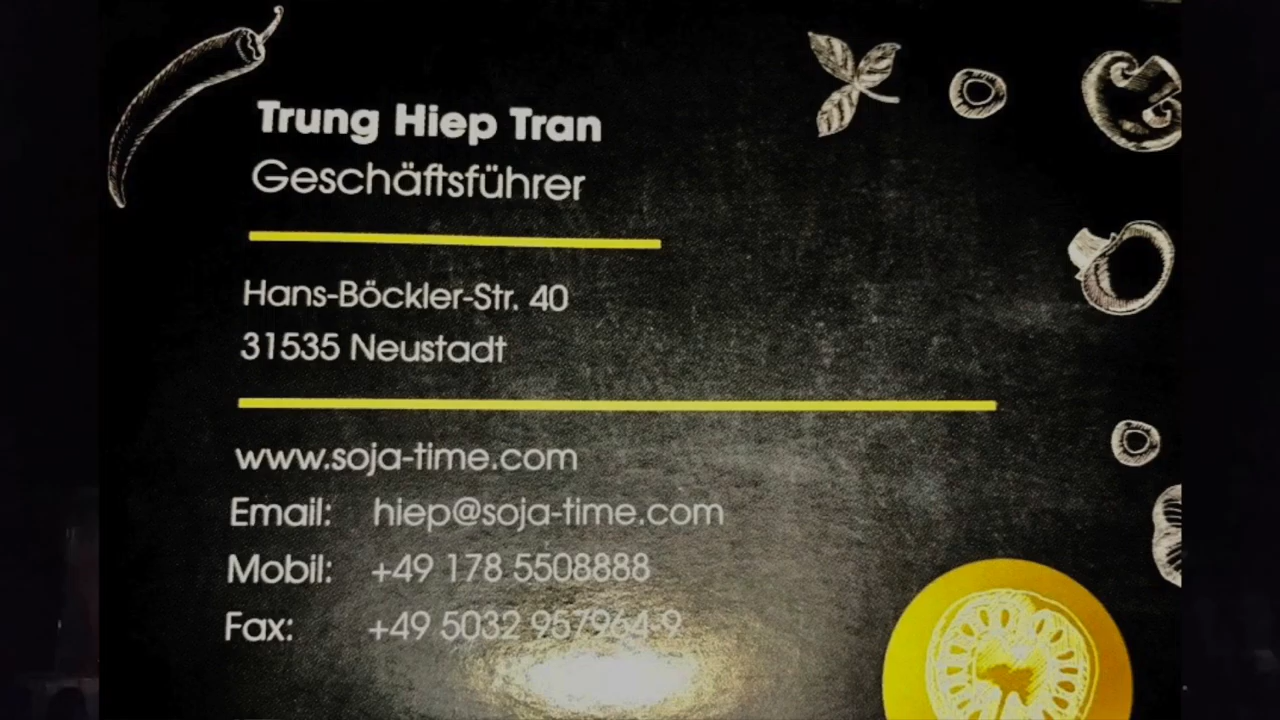 Trung Hiep Tran
Geschäftsführer
Hans-Böckler-Str. 40
31535 Neustadt
www.soja-time.com
Email: hiep@soja-time.com
Mobil: +49 178 5508888
Fax: +49 5032 957964-9